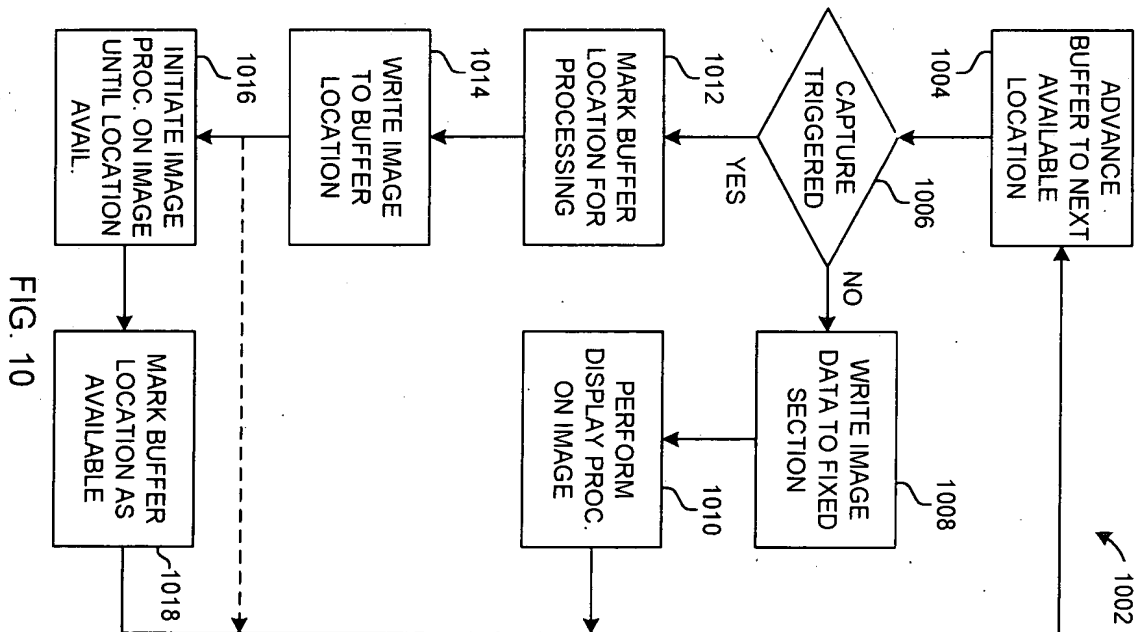 1002
ADVANCE
BUFFER TO NEXT
AVAILABLE
LOCATION
1004
CAPTURE
TRIGGERED
1006
NO
YES
WRITE IMAGE
DATA TO FIXED
SECTION
1008
MARK BUFFER
LOCATION FOR
PROCESSING
1012
PERFORM
DISPLAY PROC.
ON IMAGE
1010
WRITE IMAGE
TO BUFFER
LOCATION
1014
INITIATE IMAGE
PROC. ON IMAGE
UNTIL LOCATION
AVAIL.
1016
MARK BUFFER
LOCATION AS
AVAILABLE
1018
FIG. 10